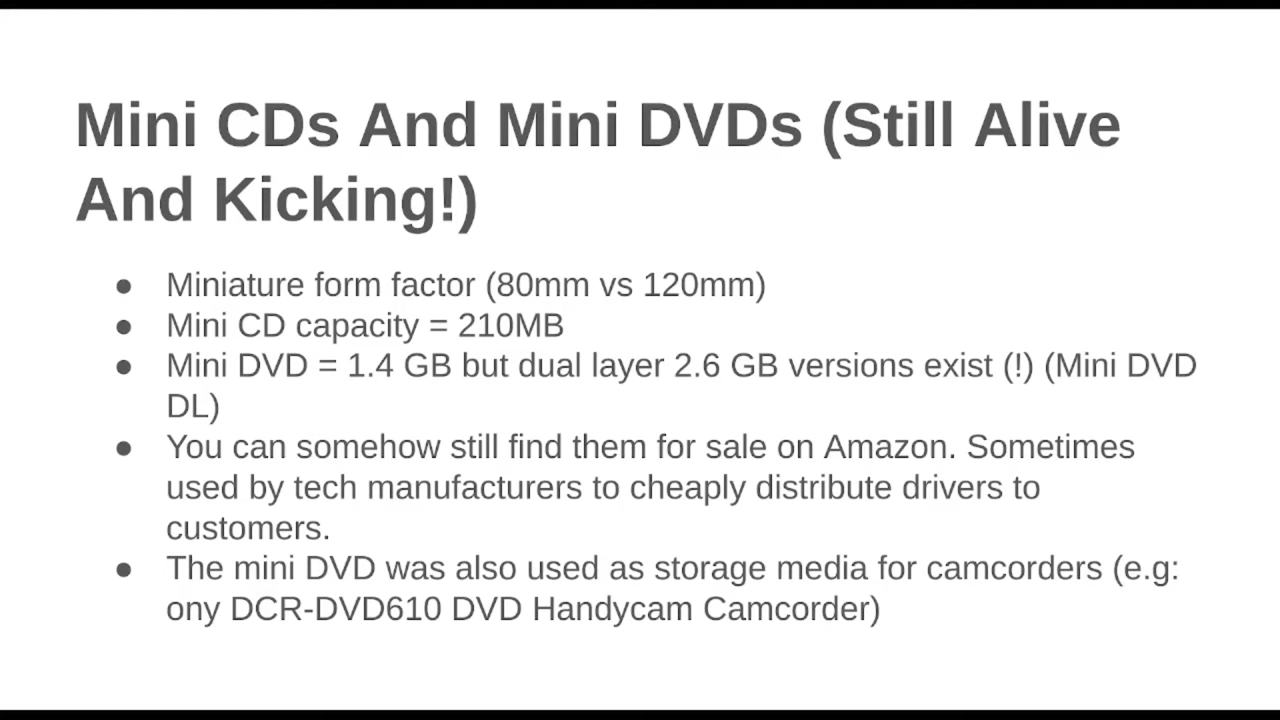 Mini CDs And Mini DVDs (Still Alive
And Kicking!)
● Miniature form factor (80mm vs 120mm)
● Mini CD capacity = 210MB
● Mini DVD = 1.4 GB but dual layer 2.6 GB versions exist (!) (Mini DVD
DL)
● You can somehow still find them for sale on Amazon. Sometimes
used by tech manufacturers to cheaply distribute drivers to
customers.
● The mini DVD was also used as storage media for camcorders (e.g:
ony DCR-DVD610 DVD Handycam Camcorder)